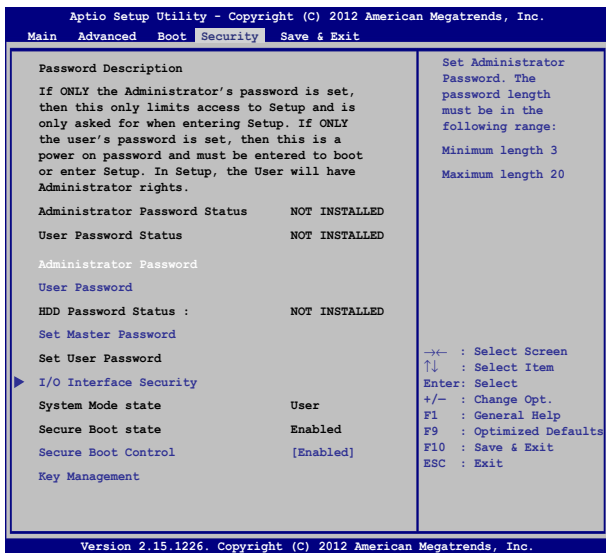 Aptio Setup Utility - Copyright (C) 2012 American Megatrends, Inc.
Main Advanced Boot Security Save & Exit
Password Description
If ONLY the Administrator's password is set,
then this only limits access to Setup and is
only asked for when entering Setup. If ONLY
the user's password is set, then this is a
power on password and must be entered to boot
or enter Setup. In Setup, the User will have
Administrator rights.
Administrator Password Status NOT INSTALLED
User Password Status NOT INSTALLED
Administrator Password
User Password
HDD Password Status : NOT INSTALLED
Set Master Password
Set User Password
I/O Interface Security
System Mode state User
Secure Boot state Enabled
Secure Boot Control [Enabled]
Key Management
Set Administrator
Password. The
password length
must be in the
following range:
Minimum length 3
Maximum length 20
→← : Select Screen
↑↓ : Select Item
Enter: Select
+/— : Change Opt.
F1 : General Help
F9 : Optimized Defaults
F10 : Save & Exit
ESC : Exit
Version 2.15.1226. Copyright (C) 2012 American Megatrends, Inc.